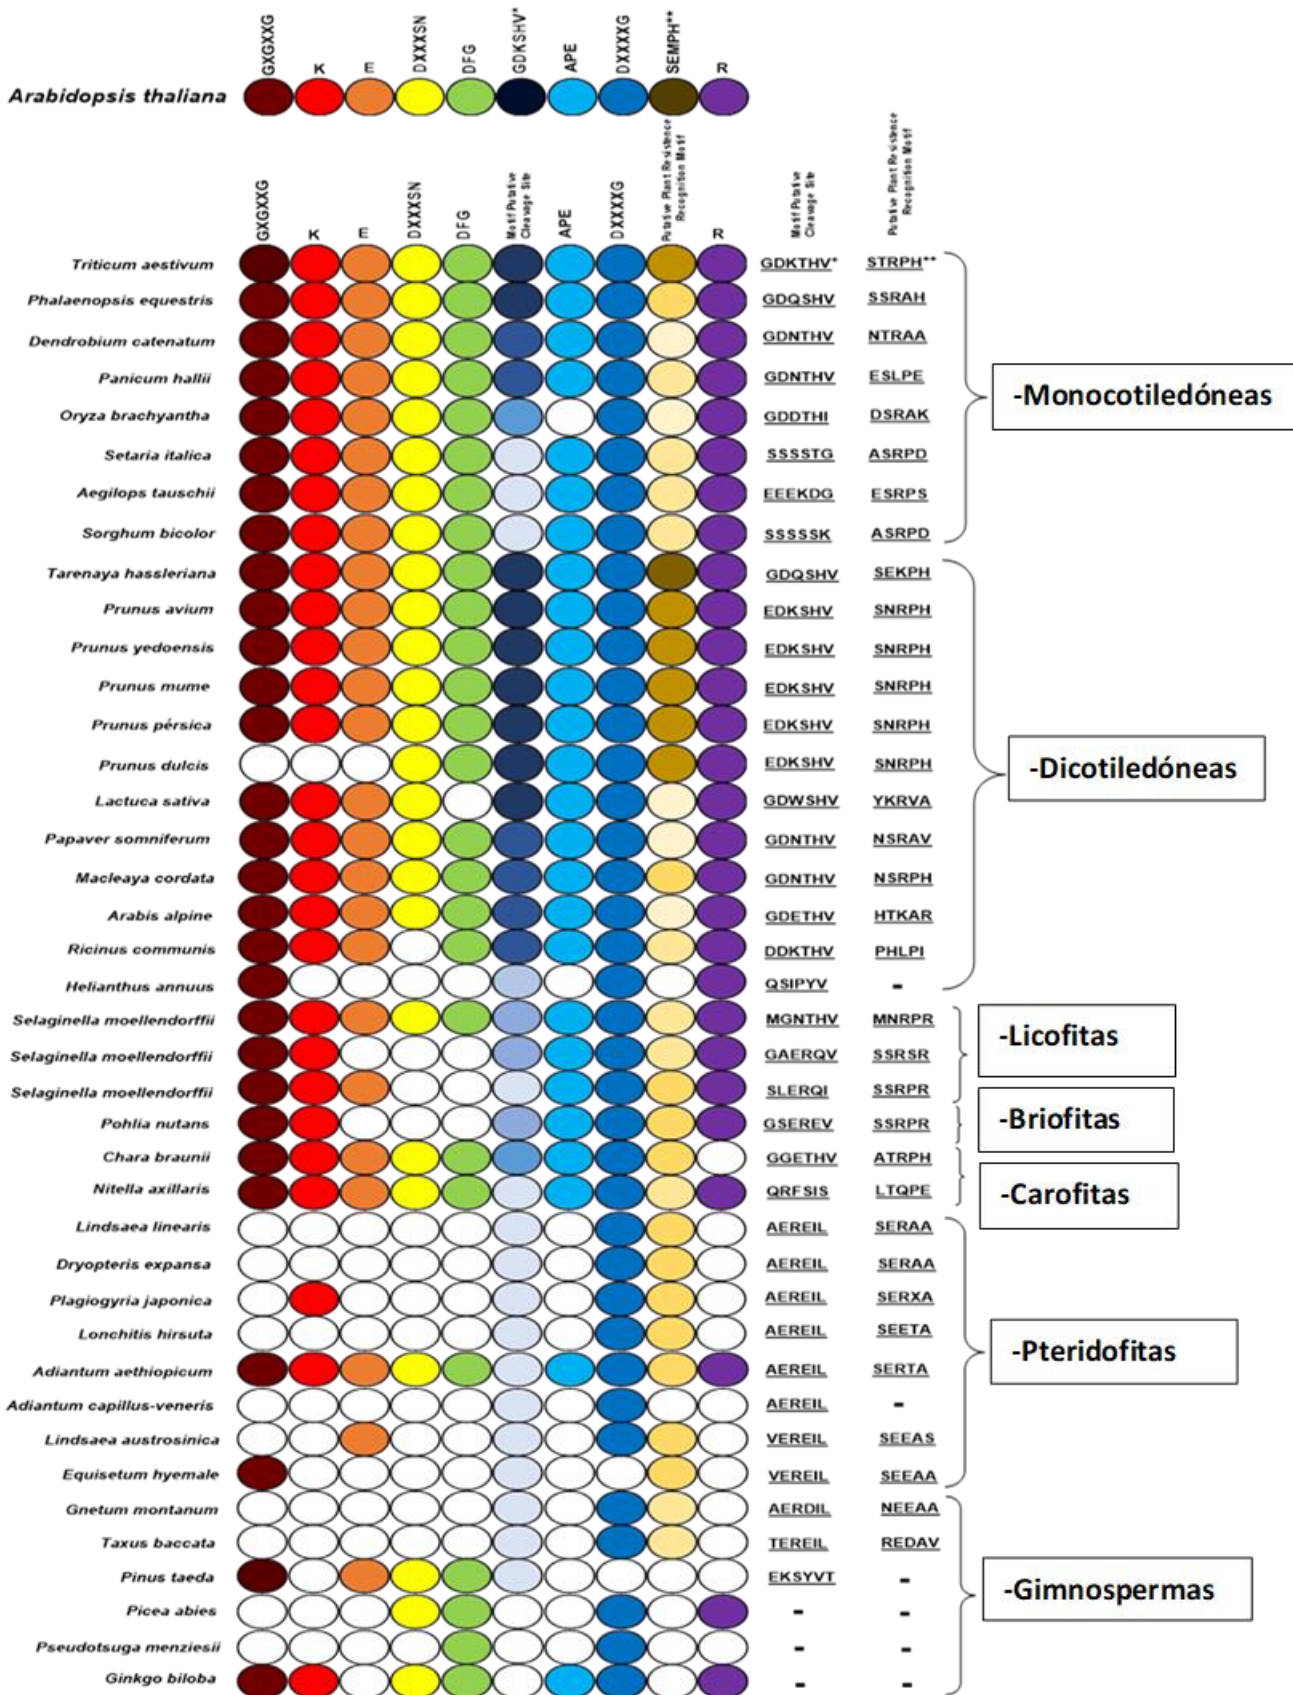 GXGXXG K E DXXXSN DFG GDKSHV* APE DXXXXG SEMPH** R
Arabidopsis thaliana
GXGXXG K E DXXXSN DFG Motif Putative Cleavage Site APE DXXXXG Putative Plant Resistence Recognition Motif R Motif Putative Cleavage Site Putative Plant Resistence Recognition Motif
Triticum aestivum GDKTHV* STRPH**
Phalaenopsis equestris GDQSHV SSRAH
Dendrobium catenatum GDNTHV NTRAA
Panicum hallii GDNTHV ESLPE
-Monocotiledóneas
Oryza brachyantha GDDTHI DSRAK
Setaria italica SSSSTG ASRPD
Aegilops tauschii EEEKDG ESRPS
Sorghum bicolor SSSSSK ASRPD
Tarenaya hassleriana GDQSHV SEKPH
Prunus avium EDKSHV SNRPH
Prunus yedoensis EDKSHV SNRPH
Prunus mume EDKSHV SNRPH
Prunus pérsica EDKSHV SNRPH
Prunus dulcis EDKSHV SNRPH
-Dicotiledóneas
Lactuca sativa GDWSHV YKRVA
Papaver somniferum GDNTHV NSRAV
Macleaya cordata GDNTHV NSRPH
Arabis alpine GDETHV HTKAR
Ricinus communis DDKTHV PHLPI
Helianthus annuus QSIPYV -
Selaginella moellendorffii MGNTHV MNRPR
-Licofitas
Selaginella moellendorffii GAERQV SSRSR
Selaginella moellendorffii SLERQI SSRPR
Pohlia nutans GSEREV SSRPR
-Briofitas
Chara braunii GGETHV ATRPH
Nitella axillaris QRFSIS LTQPE
-Carofitas
Lindsaea linearis AEREIL SERAA
Dryopteris expansa AEREIL SERAA
Plagiogyria japonica AEREIL SERXA
Lonchitis hirsuta AEREIL SEETA
-Pteridofitas
Adiantum aethiopicum AEREIL SERTA
Adiantum capillus-veneris AEREIL -
Lindsaea austrosinica VEREIL SEEAS
Equisetum hyemale VEREIL SEEAA
Gnetum montanum AERDIL NEEAA
Taxus baccata TEREIL REDAV
Pinus taeda EKSYVT -
-Gimnospermas
Picea abies - -
Pseudotsuga menziesii - -
Ginkgo biloba - -